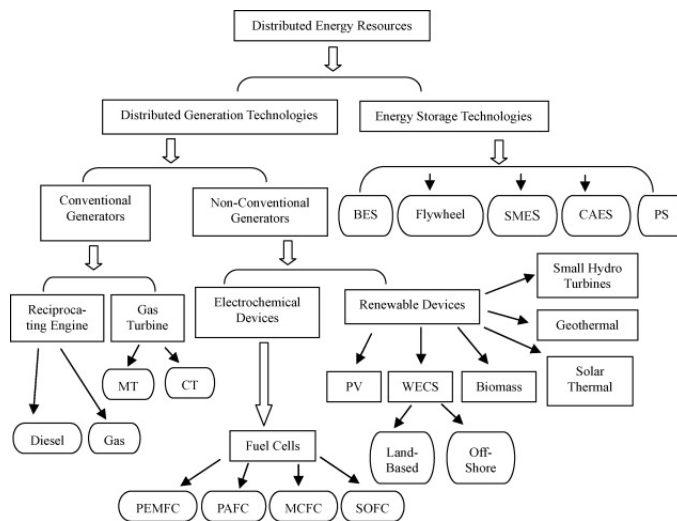 Distributed Energy Resources
Distributed Generation Technologies
Energy Storage Technologies
Conventional
Generators
Non-Conventional
Generators
BES
Flywheel
SMES
CAES
PS
Reciproca-
ting Engine
Gas
Turbine
Electrochemical
Devices
Renewable Devices
Small Hydro
Turbines
Geothermal
Solar
Thermal
MT
CT
PV
WECS
Biomass
Diesel
Gas
Fuel Cells
Land-
Based
Off-
Shore
PEMFC
PAFC
MCFC
SOFC